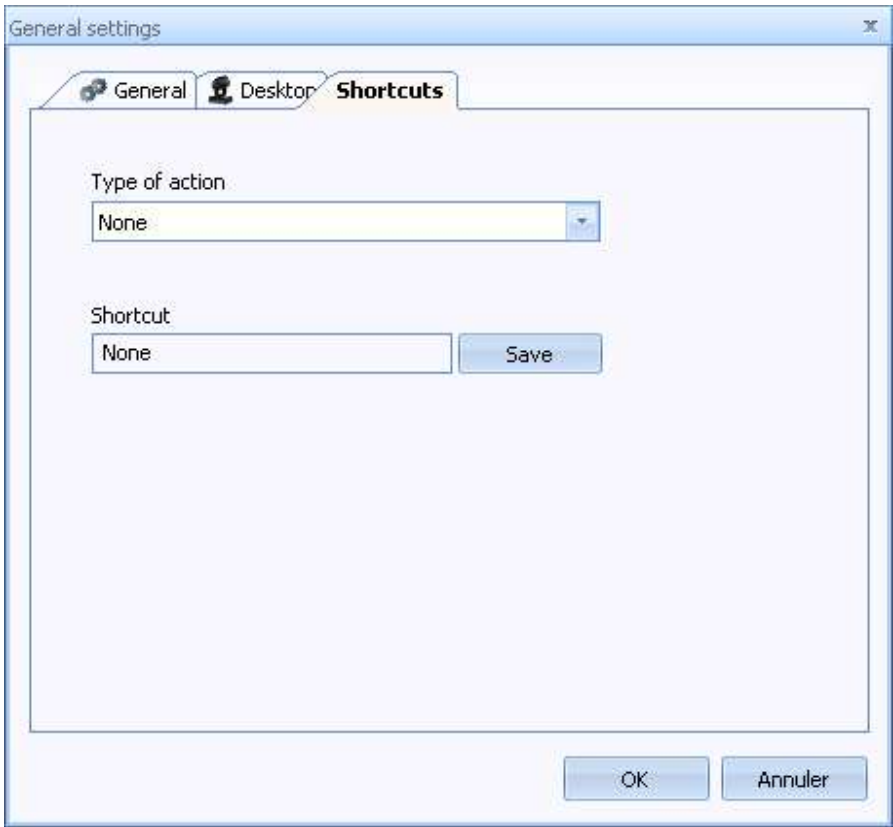 General settings
General Desktop Shortcuts
Type of action
None
Shortcut
None Save
OK Annuler